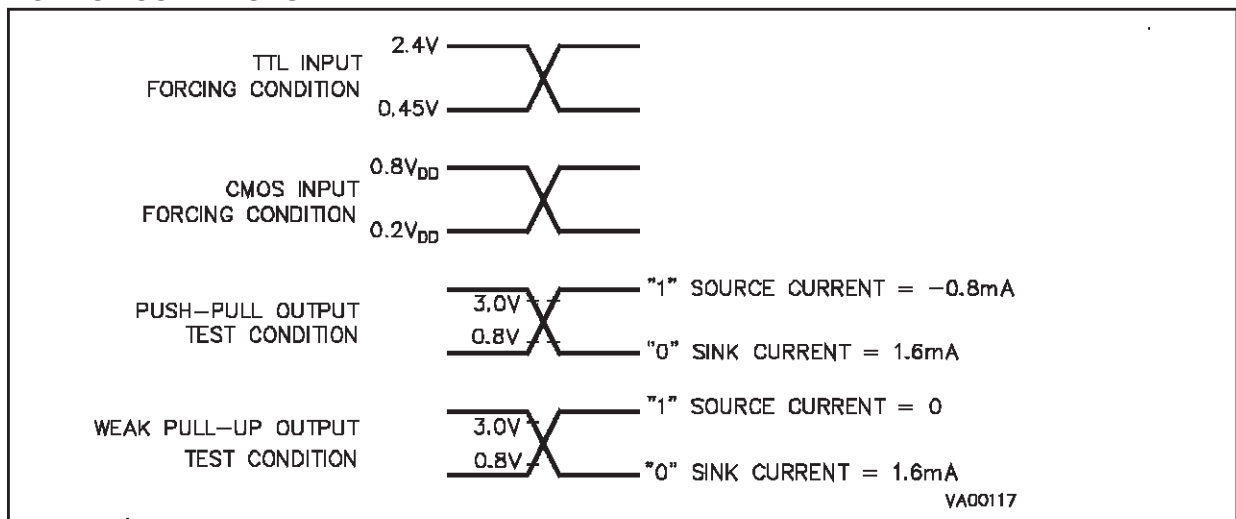 2.4V
TTL INPUT
FORCING CONDITION
0.45V
0.8VDD
CMOS INPUT
FORCING CONDITION
0.2VDD
"1" SOURCE CURRENT = −0.8mA
3.0V
PUSH−PULL OUTPUT
TEST CONDITION
0.8V
"0" SINK CURRENT = 1.6mA
"1" SOURCE CURRENT = 0
3.0V
WEAK PULL−UP OUTPUT
TEST CONDITION
0.8V
"0" SINK CURRENT = 1.6mA
VA00117